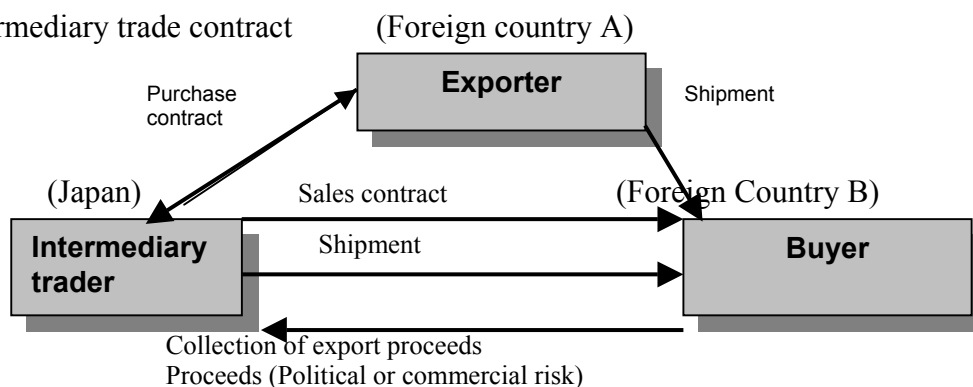 rmediary trade contract (Foreign country A)
Exporter
Purchase
contract
Shipment
(Japan) Sales contract (Foreign Country B)
Intermediary
trader
Shipment
Buyer
Collection of export proceeds
Proceeds (Political or commercial risk)